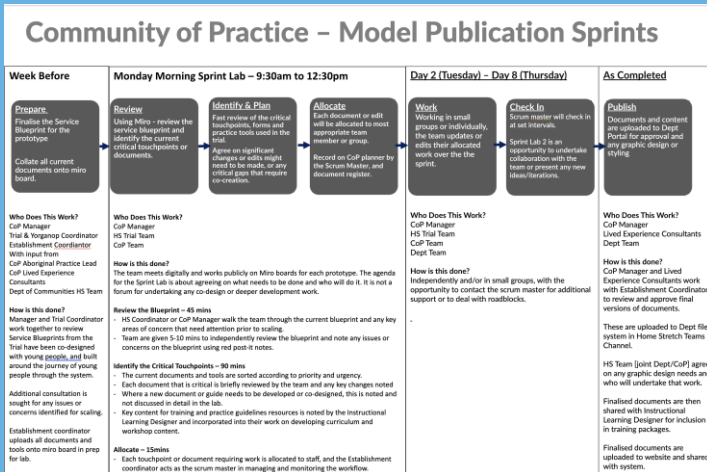 Community of Practice – Model Publication Sprints
Week Before
Monday Morning Sprint Lab – 9:30am to 12:30pm
Day 2 (Tuesday) – Day 8 (Thursday)
As Completed
Prepare
Finalise the Service
Blueprint for the
prototype
Collate all current
documents onto miro
board.
Review
Using Miro - review the
service blueprint and
identify the current
critical touchpoints or
documents.
Identify & Plan
Fast review of the critical
touchpoints, forms and
practice tools used in the
trial.
Agree on significant
changes or edits might
need to be made, or any
critical gaps that require
co-creation.
Allocate
Each document or edit
will be allocated to most
appropriate team
member or group.
Record on CoP planner by
the Scrum Master, and
document register.
Work
Working in small
groups or individually,
the team updates or
edits their allocated
work over the the
sprint.
Check In
Scrum master will check in
at set intervals.
Sprint Lab 2 is an
opportunity to undertake
collaboration with the
team or present any new
ideas/iterations.
Publish
Documents and content
are uploaded to Dept
Portal for approval and
any graphic design or
styling
Who Does This Work?
CoP Manager
Trial & Yorganop Coordinator
Establishment Coordiantor
With input from
CoP Aboriginal Practice Lead
CoP Lived Experience
Consultants
Dept of Communities HS Team
How is this done?
Manager and Trial Coordinator
work together to review
Service Blueprints from the
Trial have been co-designed
with young people, and built
around the journey of young
people through the system.
Additional consultation is
sought for any issues or
concerns identified for scaling.
Establishment coordinator
uploads all documents and
tools onto miro board in prep
for lab.
Who Does This Work?
CoP Manager
HS Trial Team
CoP Team
How is this done?
The team meets digitally and works publicly on Miro boards for each prototype. The agenda
for the Sprint Lab is about agreeing on what needs to be done and who will do it. It is not a
forum for undertaking any co-design or deeper development work.
Review the Blueprint – 45 mins
- HS Coordinator or CoP Manager walk the team through the current blueprint and any key
areas of concern that need attention prior to scaling.
- Team are given 5-10 mins to independently review the blueprint and note any issues or
concerns on the blueprint using red post-it notes.
Identify the Critical Touchpoints – 90 mins
- The current documents and tools are sorted according to priority and urgency.
- Each document that is critical is briefly reviewed by the team and any key changes noted
- Where a new document or guide needs to be developed or co-designed, this is noted and
not discussed in detail in the lab.
- Key content for training and practice guidelines resources is noted by the Instructional
Learning Designer and incorporated into their work on developing curriculum and
workshop content.
Allocate – 15mins
- Each touchpoint or document requiring work is allocated to staff, and the Establishment
coordinator acts as the scrum master in managing and monitoring the workflow.
Who Does This Work?
CoP Manager
HS Trial Team
CoP Team
Dept Team
How is this done?
Independently and/or in small groups, with the
opportunity to contact the scrum master for additional
support or to deal with roadblocks.
-
Who Does This Work?
CoP Manager
Lived Experience Consultants
Dept Team
How is this done?
CoP Manager and Lived
Experience Consultants work
with Establishment Coordinator
to review and approve final
versions of documents.
These are uploaded to Dept file
system in Home Stretch Teams
Channel.
HS Team [joint Dept/CoP] agree
on any graphic design needs an
who will undertake that work.
Finalised documents are then
shared with Instructional
Learning Designer for inclusion
in training packages.
Finalised documents are
uploaded to website and shared
with system.